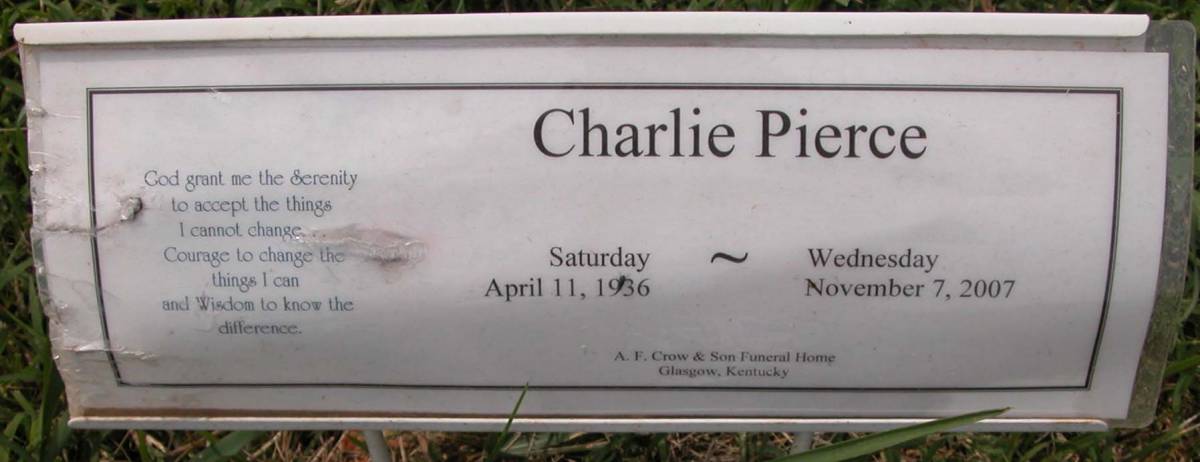 Charlie Pierce
God grant me the Serenity
to accept the things
I cannot change
Courage to change the
things I can
and Wisdom to know the
difference.
Saturday ~ Wednesday
April 11, 1936 November 7, 2007
A. F. Crow & Son Funeral Home
Glasgow, Kentucky